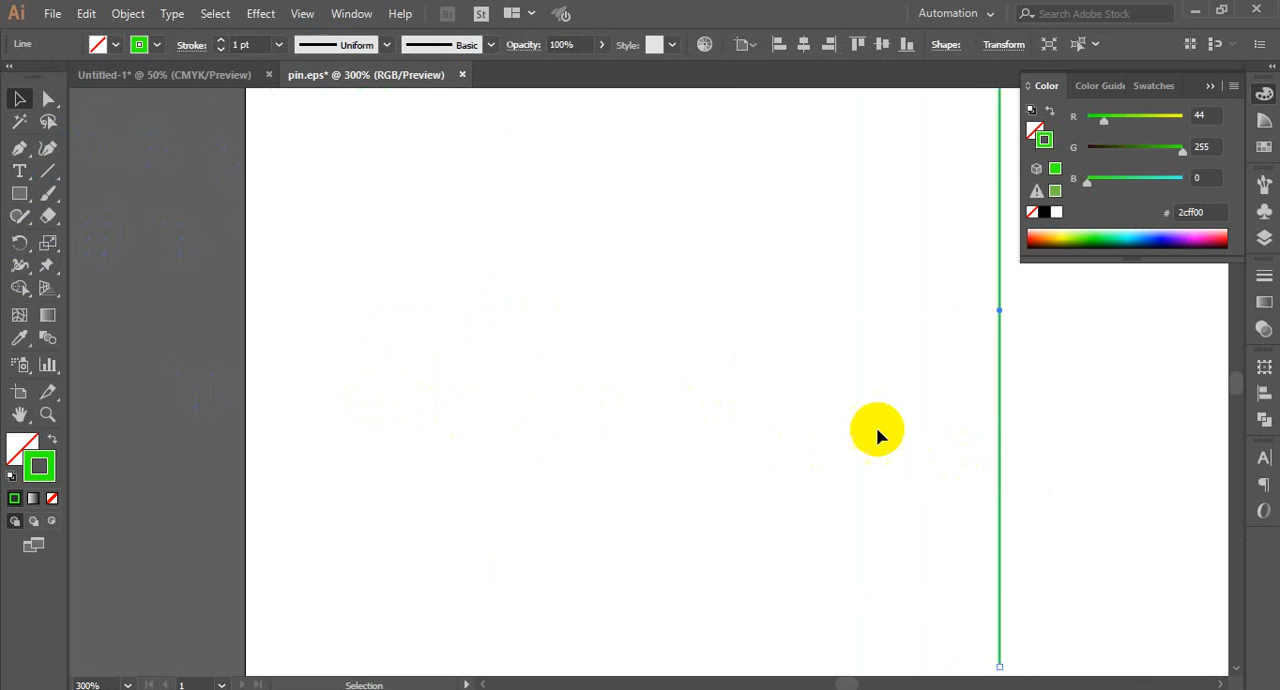 Ai File Edit Object Type Select Effect View Window Help Br St Automation Search Adobe Stock
Line Stroke: 1 pt Uniform Basic Opacity: 100% Style: Shape: Transform
Untitled-1* @ 50% (CMYK/Preview) pin.eps* @ 300% (RGB/Preview)
Color Color Guide Swatches
R 44
G 255
B 0
# 2cff00
300% 1 Selection